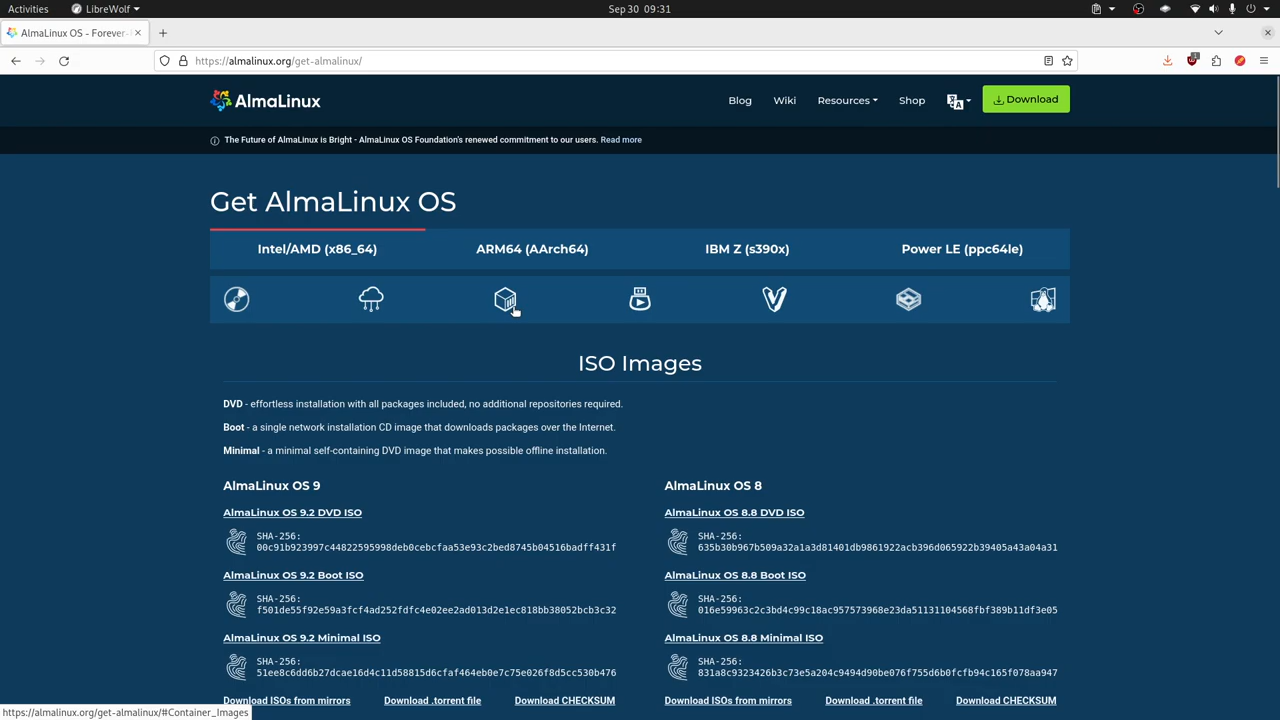 Activities
LibreWolf
Sep 30 09:31
AlmaLinux OS - Forever-
https://almalinux.org/get-almalinux/
1
AlmaLinux
Blog
Wiki
Resources
Shop
A
Download
The Future of AlmaLinux is Bright - AlmaLinux OS Foundation's renewed commitment to our users. Read more
Get AlmaLinux OS
Intel/AMD (x86_64)
ARM64 (AArch64)
IBM Z (s390x)
Power LE (ppc64le)
ISO Images
DVD - effortless installation with all packages included, no additional repositories required.
Boot - a single network installation CD image that downloads packages over the Internet.
Minimal - a minimal self-containing DVD image that makes possible offline installation.
AlmaLinux OS 9
AlmaLinux OS 9.2 DVD ISO
SHA-256:
00c91b923997c44822595998deb0cebcfaa53e93c2bed8745b04516badff431f
AlmaLinux OS 9.2 Boot ISO
SHA-256:
f501de55f92e59a3fcf4ad252fdfc4e02ee2ad013d2e1ec818bb38052bcb3c32
AlmaLinux OS 9.2 Minimal ISO
SHA-256:
51ee8c6dd6b27dcae16d4c11d58815d6cfaf464eb0e7c75e026f8d5cc530b476
Download ISOs from mirrors
Download .torrent file
Download CHECKSUM
AlmaLinux OS 8
AlmaLinux OS 8.8 DVD ISO
SHA-256:
635b30b967b509a32a1a3d81401db9861922acb396d065922b39405a43a04a31
AlmaLinux OS 8.8 Boot ISO
SHA-256:
016e59963c2c3bd4c99c18ac957573968e23da51131104568fbf389b11df3e05
AlmaLinux OS 8.8 Minimal ISO
SHA-256:
831a8c9323426b3c73e5a204c9494d90be076f755d6b0fcfb94c165f078aa947
Download ISOs from mirrors
Download .torrent file
Download CHECKSUM
https://almalinux.org/get-almalinux/#Container_Images